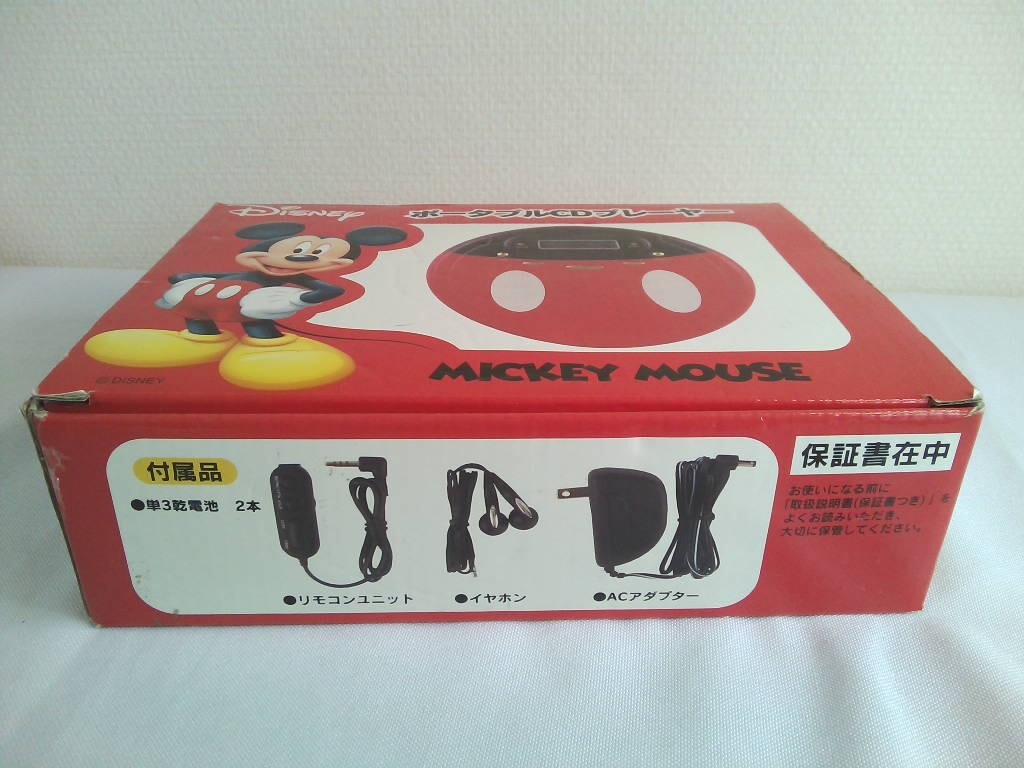 Disney
ポータブルCDプレーヤー
MICKEY MOUSE
©DISNEY
付属品
●単3乾電池 2本
●リモコンユニット
●イヤホン
●ACアダプター
保証書在中
お使いになる前に
「取扱説明書(保証書つき)」を
よくお読みいただき、
大切に保管してください。